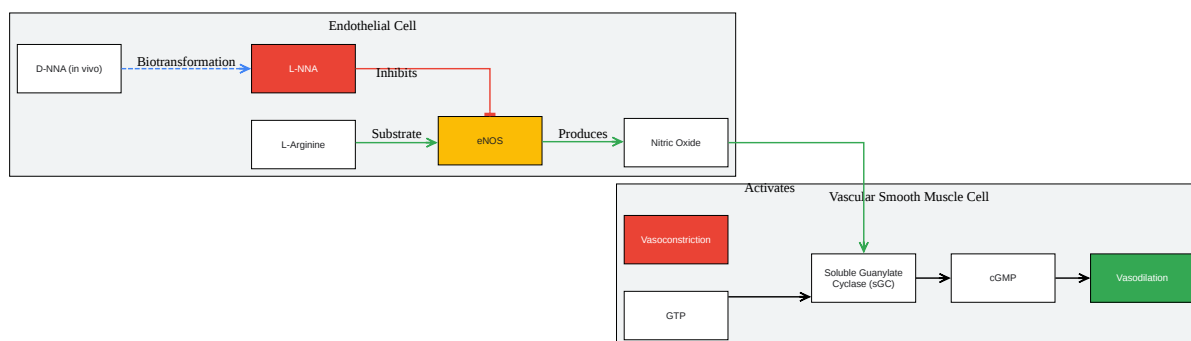 Endothelial Cell
D-NNA (in vivo)
Biotransformation
L-NNA
Inhibits
L-Arginine
Substrate
eNOS
Produces
Nitric Oxide
Activates
Vascular Smooth Muscle Cell
Vasoconstriction
Soluble Guanylate
Cyclase (sGC)
cGMP
Vasodilation
GTP